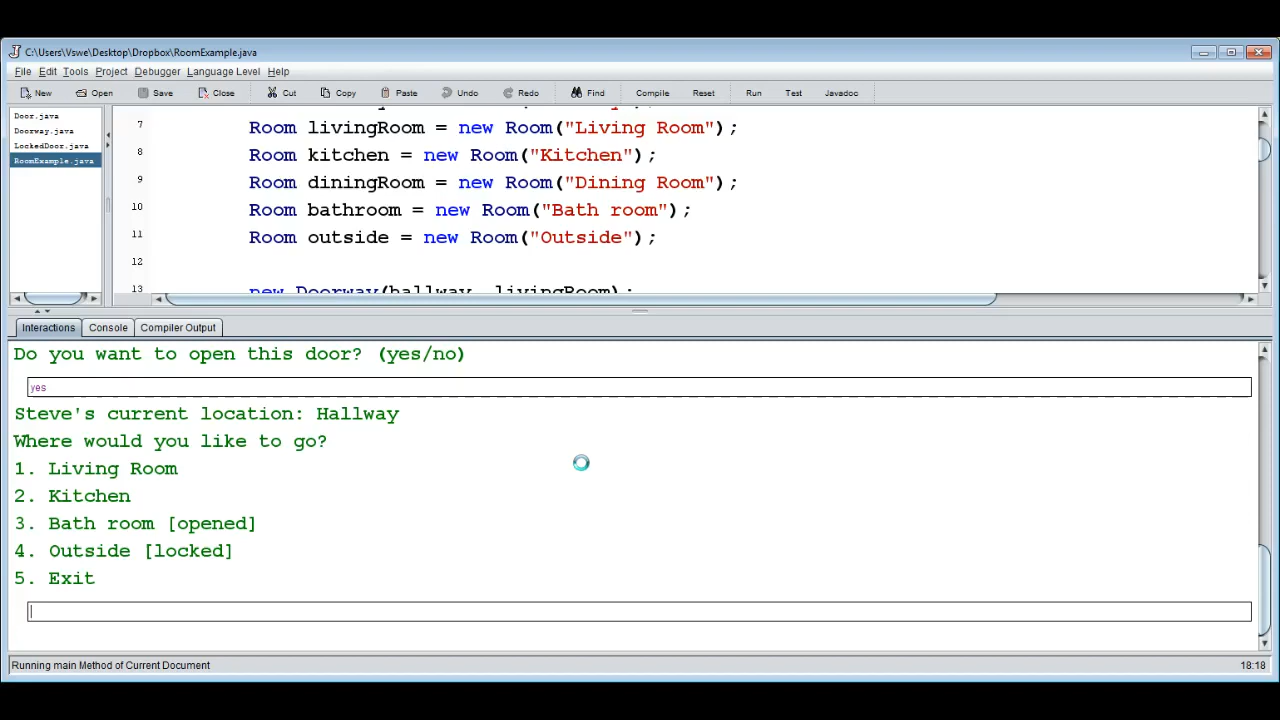 C:\Users\Vswe\Desktop\Dropbox\RoomExample.java
File Edit Tools Project Debugger Language Level Help
New Open Save Close Cut Copy Paste Undo Redo Find Compile Reset Run Test Javadoc
Door.java
Doorway.java
LockedDoor.java
RoomExample.java
7 Room livingRoom = new Room("Living Room");
8 Room kitchen = new Room("Kitchen");
9 Room diningRoom = new Room("Dining Room");
10 Room bathroom = new Room("Bath room");
11 Room outside = new Room("Outside");
12
13 new Doorway(hallway, livingRoom);
Interactions Console Compiler Output
Do you want to open this door? (yes/no)
yes
Steve's current location: Hallway
Where would you like to go?
1. Living Room
2. Kitchen
3. Bath room [opened]
4. Outside [locked]
5. Exit
Running main Method of Current Document 18:18